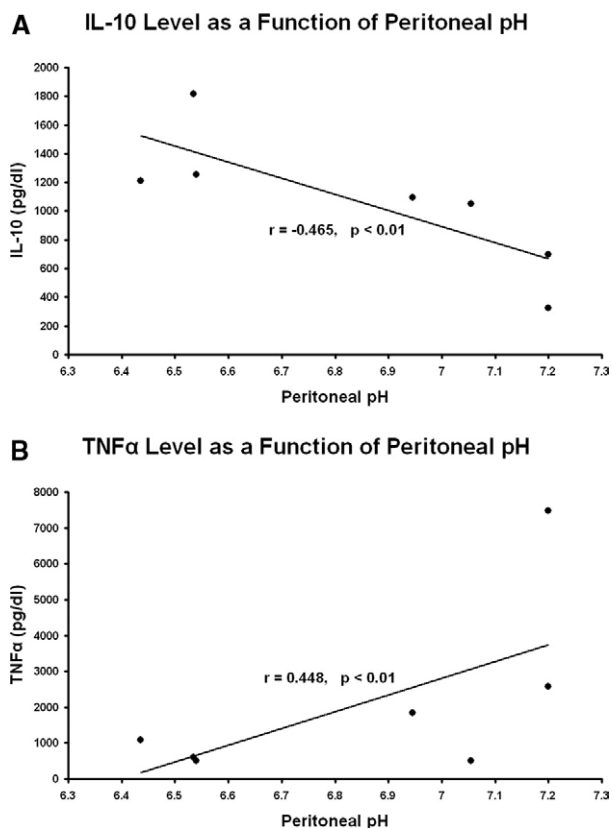 A
IL-10 Level as a Function of Peritoneal pH
2000
1800
1600
1400
1200
1000
800
600
400
200
0
IL-10 (pg/dl)
r = -0.465, p < 0.01
6.3 6.4 6.5 6.6 6.7 6.8 6.9 7 7.1 7.2 7.3
Peritoneal pH
B
TNFα Level as a Function of Peritoneal pH
8000
7000
6000
5000
4000
3000
2000
1000
0
TNFα (pg/dl)
r = 0.448, p < 0.01
6.3 6.4 6.5 6.6 6.7 6.8 6.9 7 7.1 7.2 7.3
Peritoneal pH